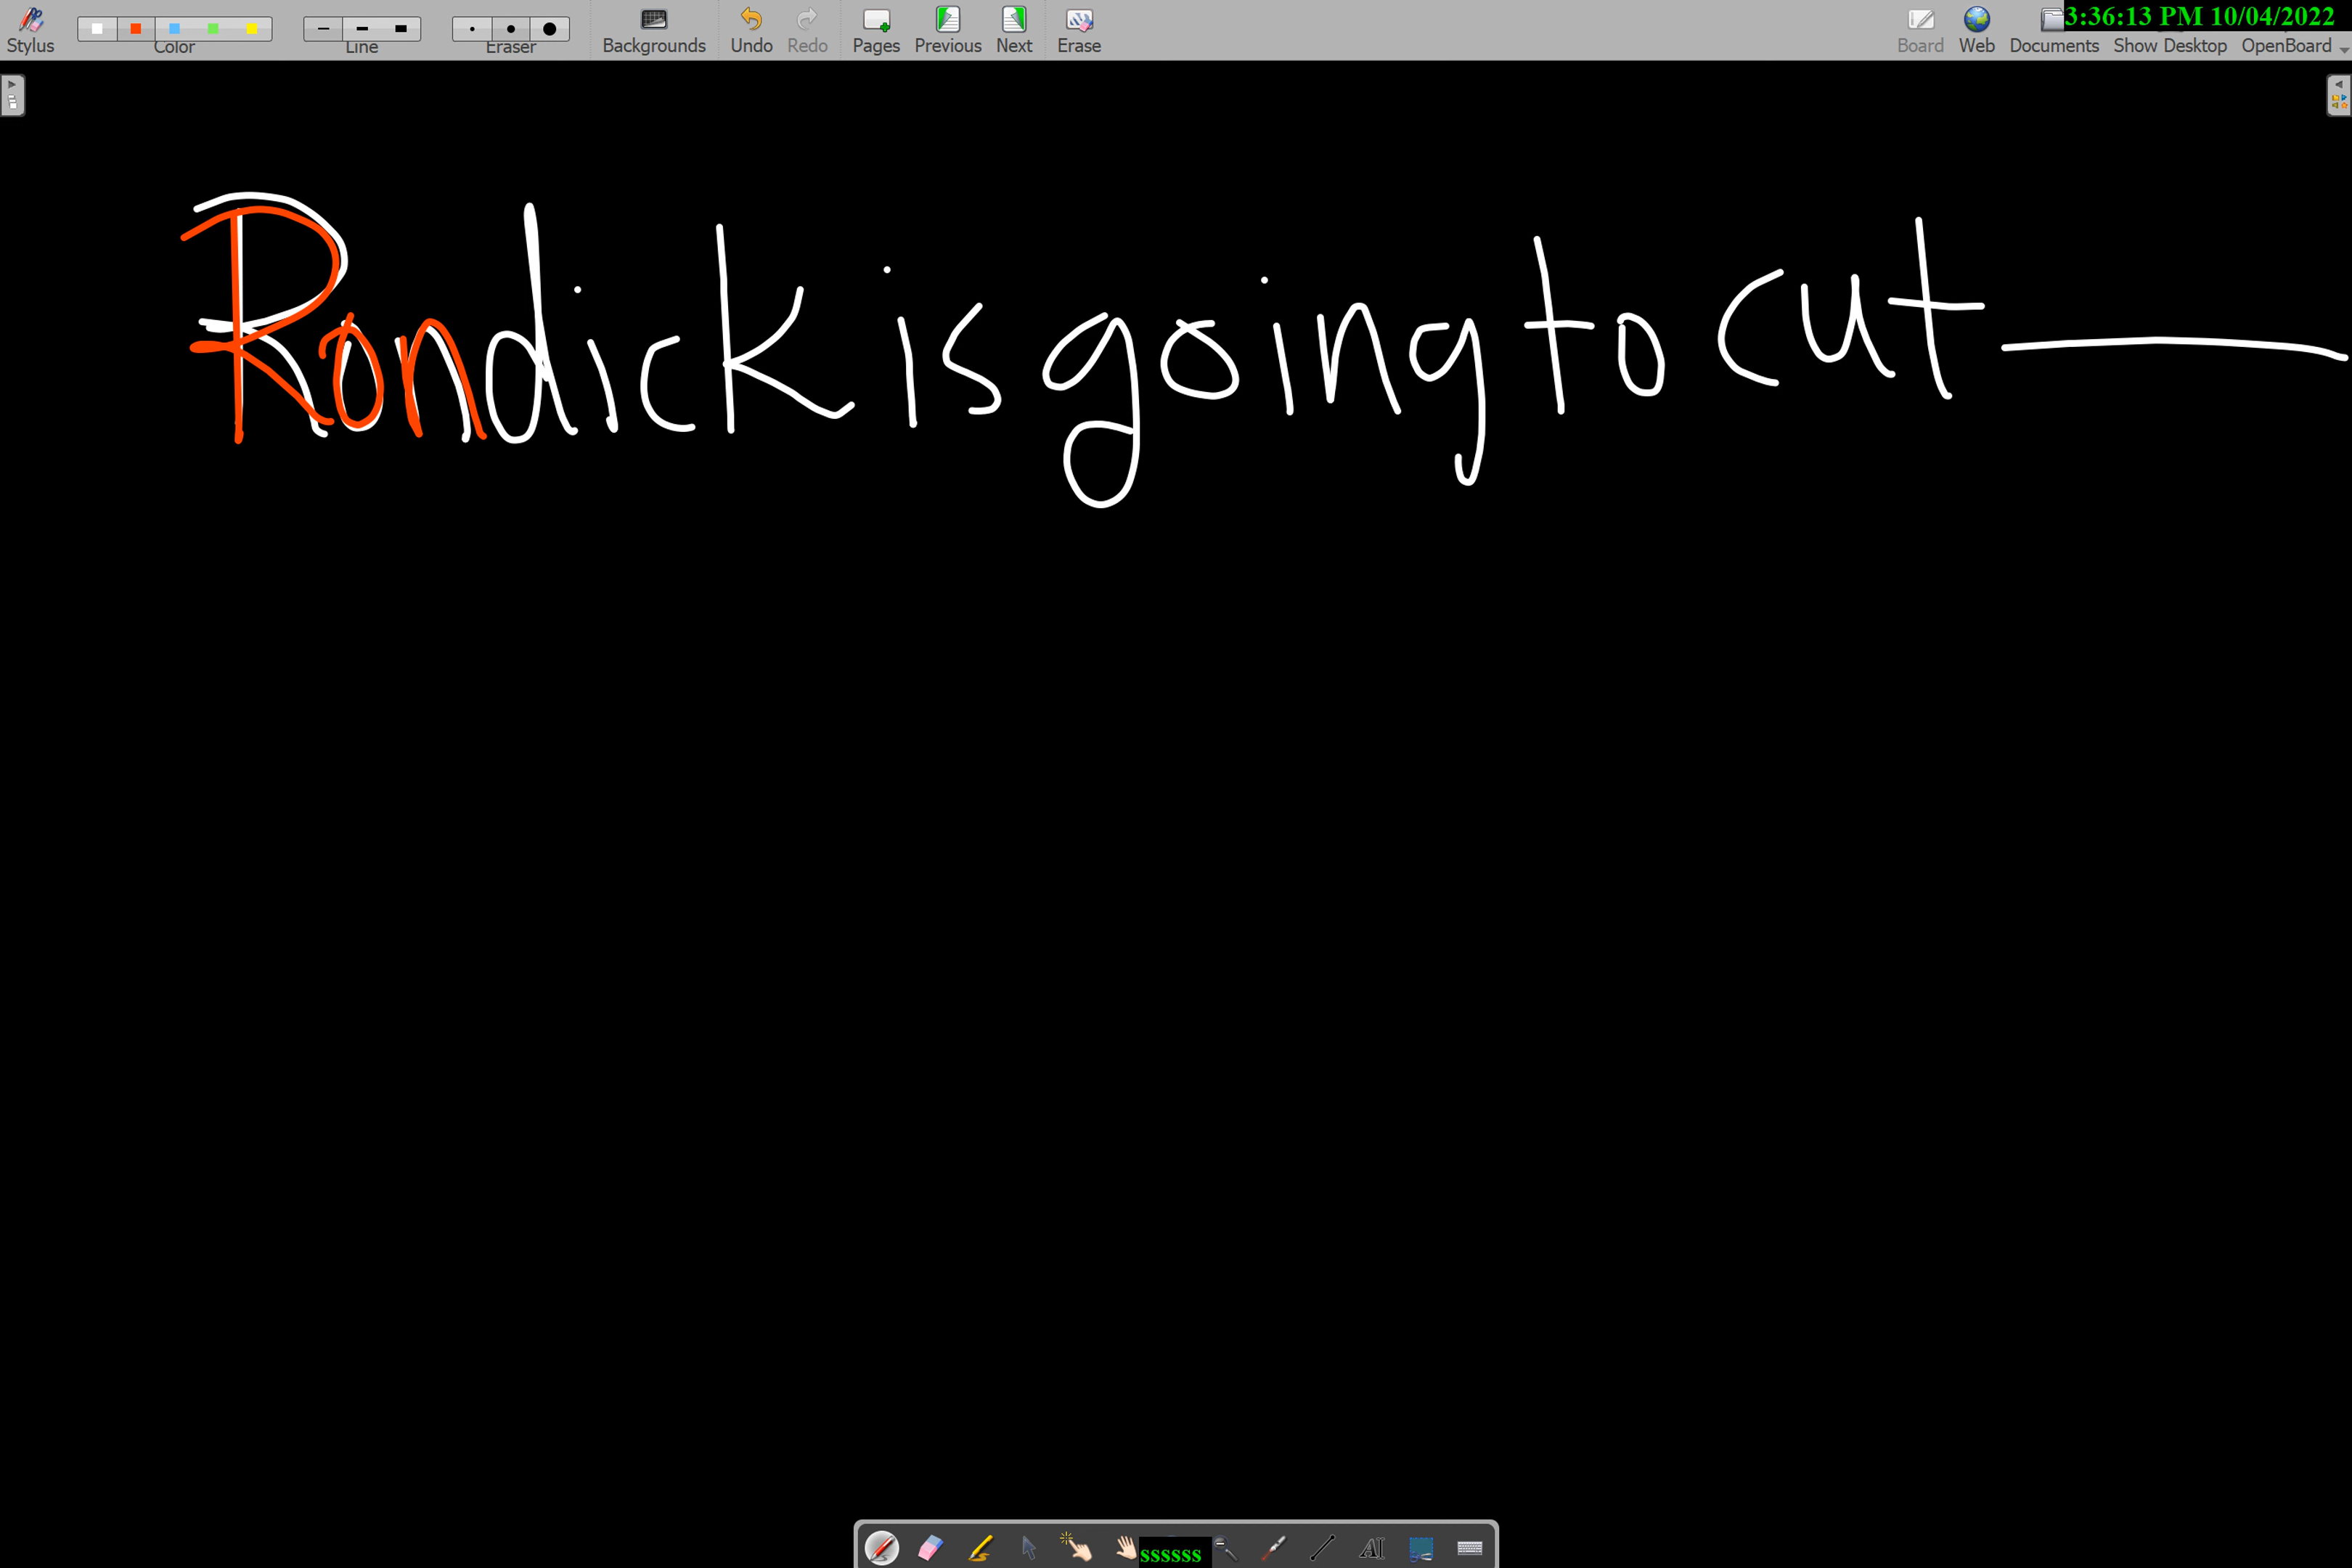 Stylus Color Line Eraser Backgrounds Undo Redo Pages Previous Next Erase Board Web Documents Show Desktop OpenBoard
3:36:13 PM 10/04/2022
Rondick is going to cut
ssssss